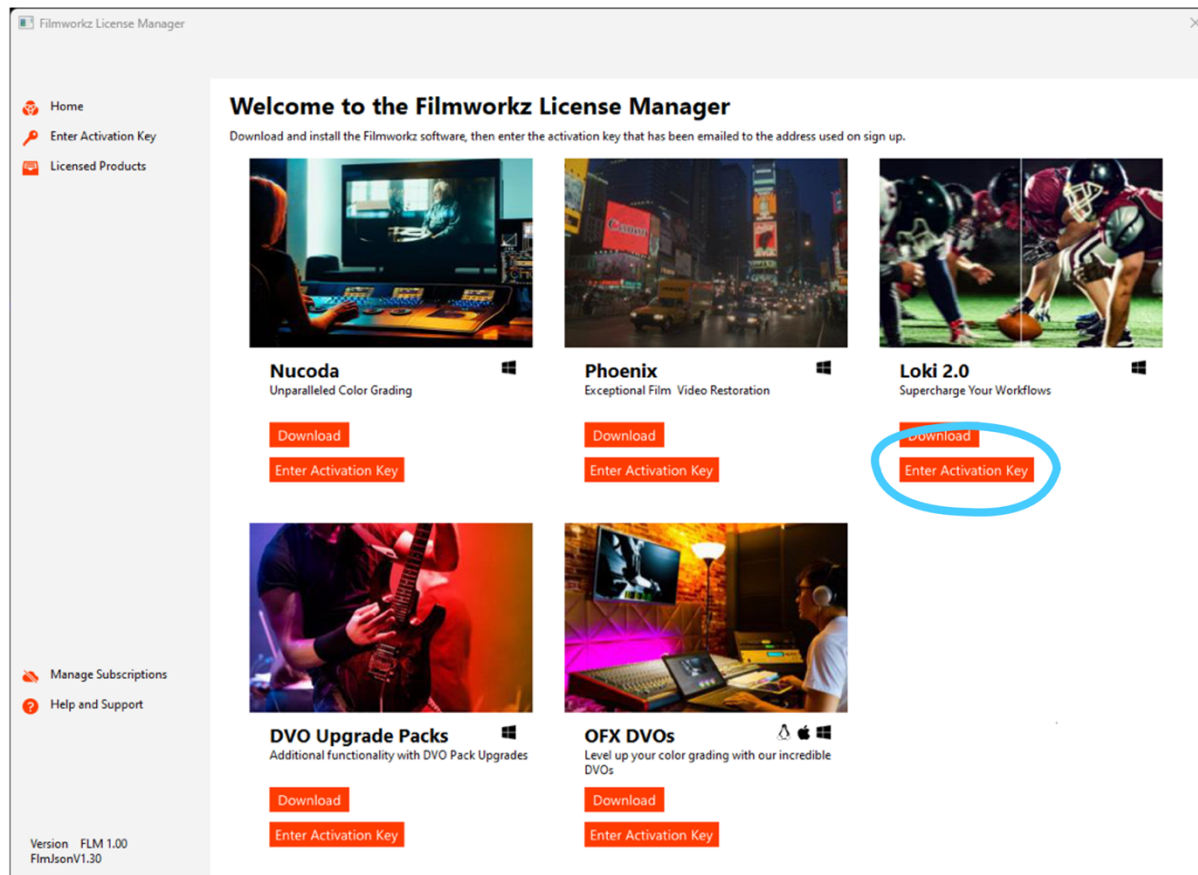 Filmworkz License Manager
Home
Enter Activation Key
Licensed Products
Welcome to the Filmworkz License Manager
Download and install the Filmworkz software, then enter the activation key that has been emailed to the address used on sign up.
Canon
Nucoda
Unparalleled Color Grading
Download
Enter Activation Key
Phoenix
Exceptional Film  Video Restoration
Download
Enter Activation Key
Loki 2.0
Supercharge Your Workflows
Download
Enter Activation Key
DVO Upgrade Packs
Additional functionality with DVO Pack Upgrades
Download
Enter Activation Key
OFX DVOs
Level up your color grading with our incredible
DVOs
Download
Enter Activation Key
Manage Subscriptions
Help and Support
Version FLM 1.00
FlmJsonV1.30